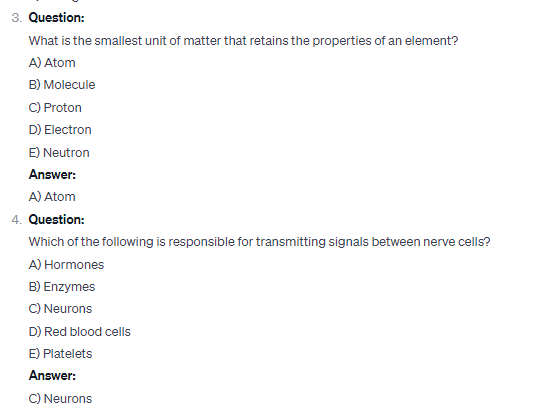 3. Question:
What is the smallest unit of matter that retains the properties of an element?
A) Atom
B) Molecule
C) Proton
D) Electron
E) Neutron
Answer:
A) Atom
4. Question:
Which of the following is responsible for transmitting signals between nerve cells?
A) Hormones
B) Enzymes
C) Neurons
D) Red blood cells
E) Platelets
Answer:
C) Neurons